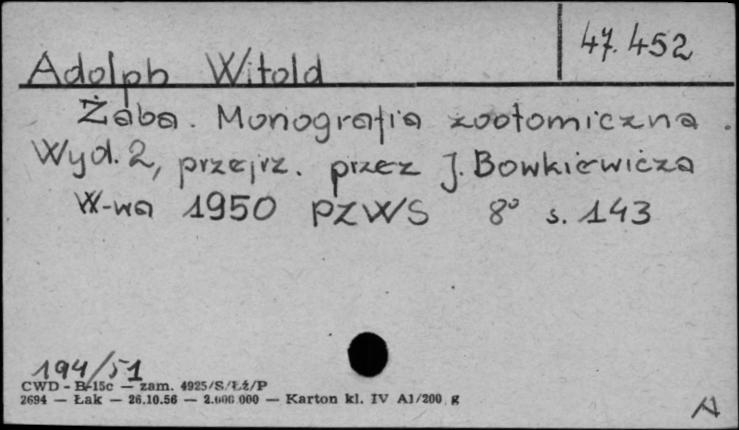 47.452
Adolph Witold
Żaba. Monografia zootomiczna.
Wyd. 2, przejrz. przez J. Bowkiewicza
W-wa 1950 PZWS 8° s. 143
194/51
CWD - B-15c — zam. 4925/S/Łż/P
2694 — Łak — 26.10.56 — 2.000 000 — Karton kl. IV A1/200 g